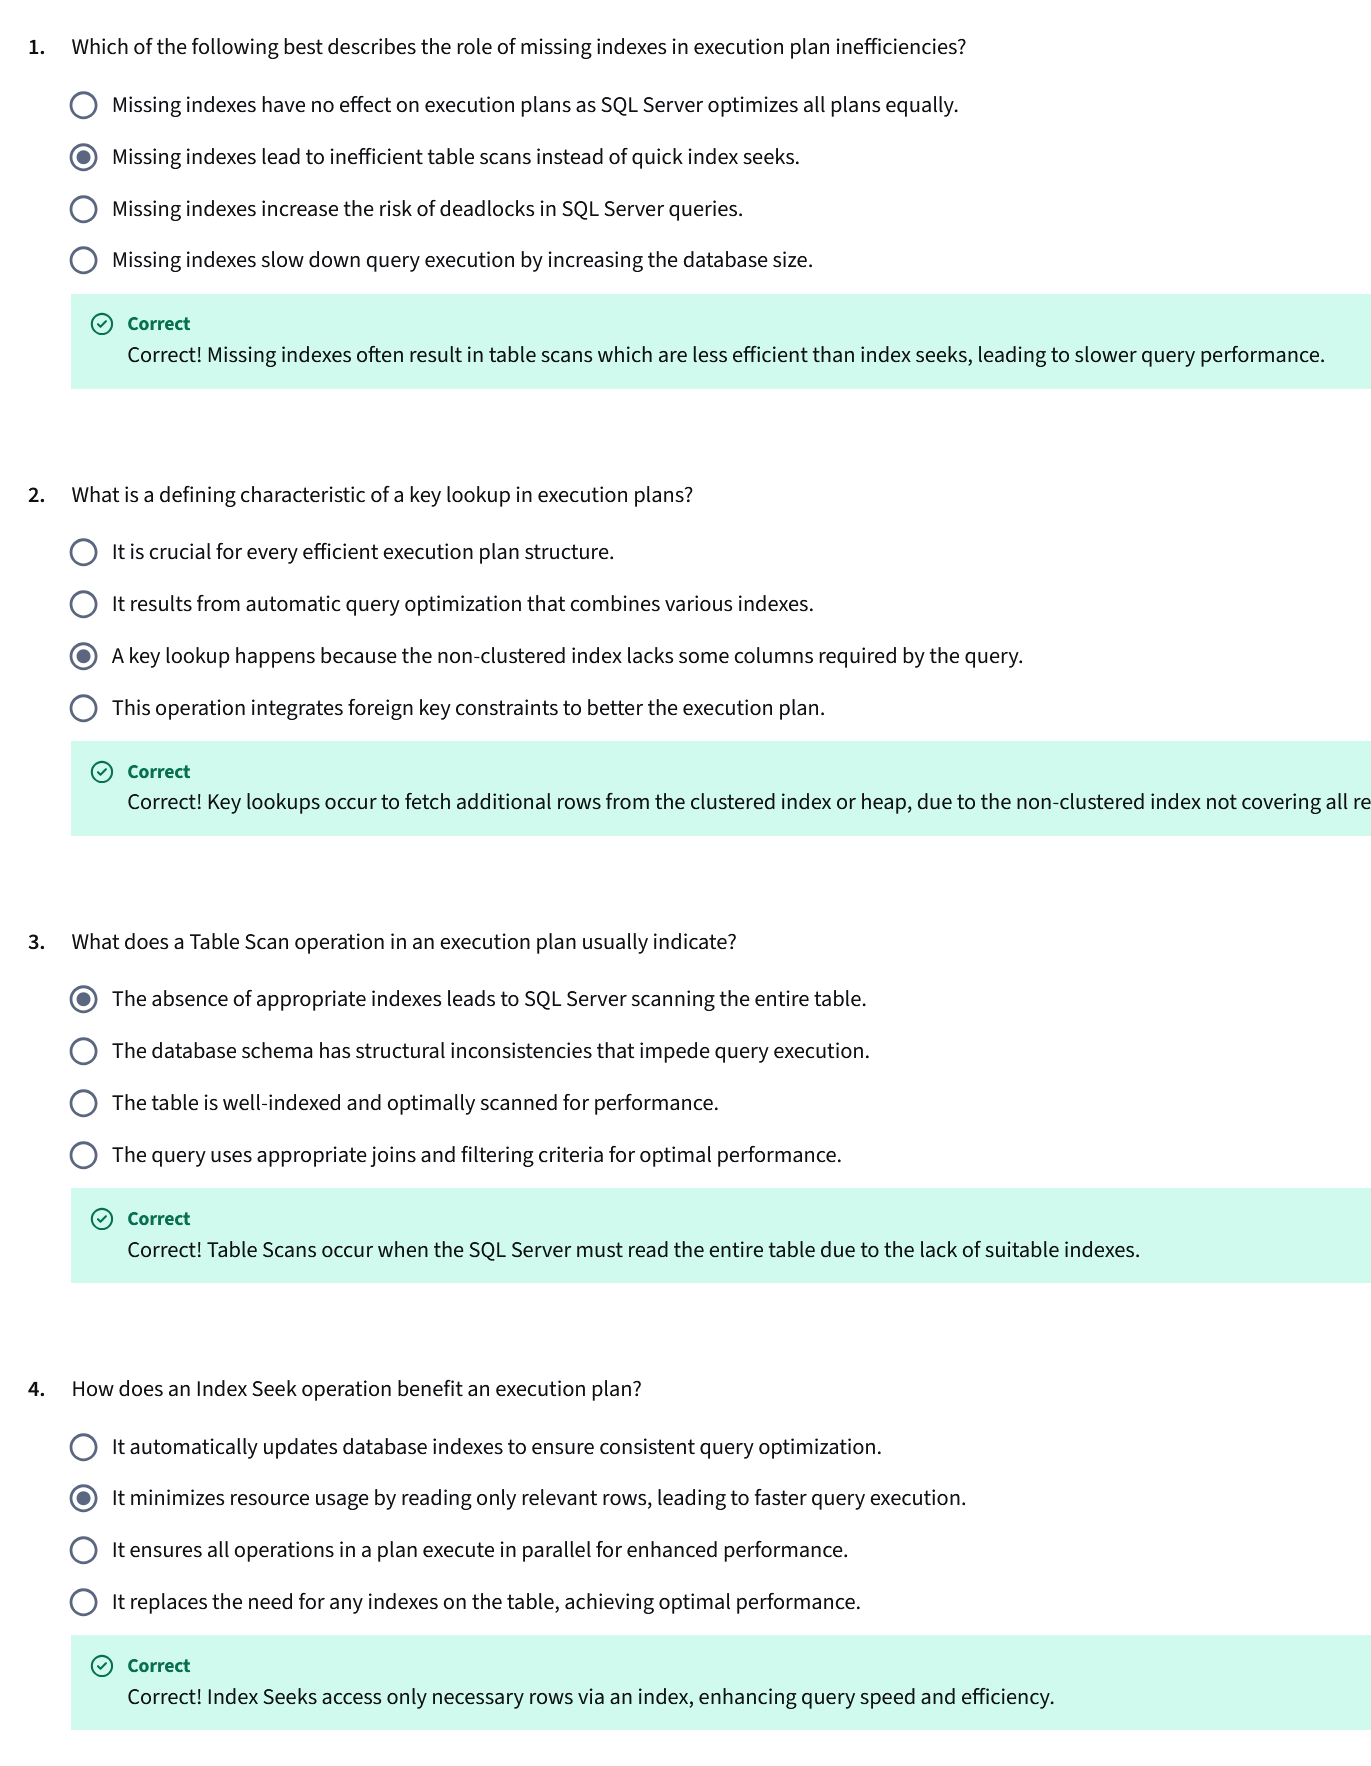 1. Which of the following best describes the role of missing indexes in execution plan inefficiencies?
Missing indexes have no effect on execution plans as SQL Server optimizes all plans equally.
Missing indexes lead to inefficient table scans instead of quick index seeks.
Missing indexes increase the risk of deadlocks in SQL Server queries.
Missing indexes slow down query execution by increasing the database size.
Correct
Correct! Missing indexes often result in table scans which are less efficient than index seeks, leading to slower query performance.
2. What is a defining characteristic of a key lookup in execution plans?
It is crucial for every efficient execution plan structure.
It results from automatic query optimization that combines various indexes.
A key lookup happens because the non-clustered index lacks some columns required by the query.
This operation integrates foreign key constraints to better the execution plan.
Correct
Correct! Key lookups occur to fetch additional rows from the clustered index or heap, due to the non-clustered index not covering all
3. What does a Table Scan operation in an execution plan usually indicate?
The absence of appropriate indexes leads to SQL Server scanning the entire table.
The database schema has structural inconsistencies that impede query execution.
The table is well-indexed and optimally scanned for performance.
The query uses appropriate joins and filtering criteria for optimal performance.
Correct
Correct! Table Scans occur when the SQL Server must read the entire table due to the lack of suitable indexes.
4. How does an Index Seek operation benefit an execution plan?
It automatically updates database indexes to ensure consistent query optimization.
It minimizes resource usage by reading only relevant rows, leading to faster query execution.
It ensures all operations in a plan execute in parallel for enhanced performance.
It replaces the need for any indexes on the table, achieving optimal performance.
Correct
Correct! Index Seeks access only necessary rows via an index, enhancing query speed and efficiency.